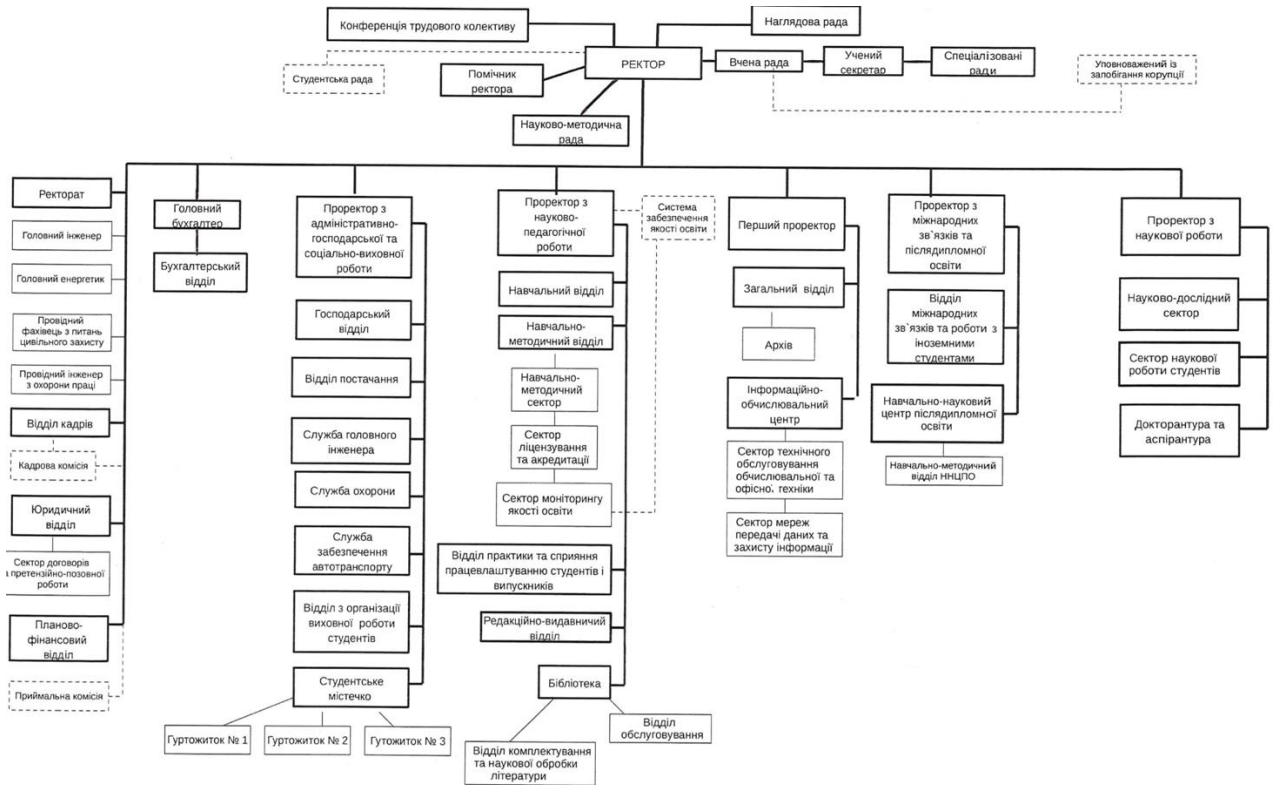 Конференція трудового колективу
Наглядова рада
Студентська рада
Помічник
ректора
РЕКТОР
Вчена рада
Учений
секретар
Спеціалізовані
ради
Уповноважений із
запобігання корупції
Науково-методична
рада
Ректорат
Головний інженер
Головний енергетик
Провідний
фахівець з питань
цивільного захисту
Провідний інженер
з охорони праці
Відділ кадрів
Кадрова комісія
Юридичний
відділ
Сектор договорів
а претензійно-позовної
роботи
Планово-
фінансовий
відділ
Приймальна комісія
Головний
бухгалтер
Бухгалтерський
відділ
Проректор з
адміністративно-
господарської та
соціально-виховної
роботи
Господарський
відділ
Відділ постачання
Служба головного
інженера
Служба охорони
Служба
забезпечення
автотранспорту
Відділ з організації
виховної роботи
студентів
Студентське
містечко
Гуртожиток № 1
Гуртожиток № 2
Гутожиток № 3
Проректор з
науково-
педагогічної
роботи
Система
забезпечення
якості освіти
Навчальний відділ
Навчально-
методичний відділ
Навчально-
методичний
сектор
Сектор
ліцензування
та акредитації
Сектор моніторингу
якості освіти
Відділ практики та сприяння
працевлаштуванню студентів і
випускників
Редакційно-видавничий
відділ
Бібліотека
Відділ
обслуговування
Відділ комплектування
та наукової обробки
літератури
Перший проректор
Загальний відділ
Архів
Інформаційно-
обчислювальний
центр
Сектор технічного
обслуговування
обчислювальної та
офісної техніки
Сектор мереж
передачі даних та
захисту інформації
Проректор з
міжнародних
зв`язків та
післядипломної
освіти
Відділ
міжнародних
зв`язків та роботи з
іноземними
студентами
Навчально-науковий
центр післядипломної
освіти
Навчально-методичний
відділ ННЦПО
Проректор з
наукової роботи
Науково-дослідний
сектор
Сектор наукової
роботи студентів
Докторантура та
аспірантура